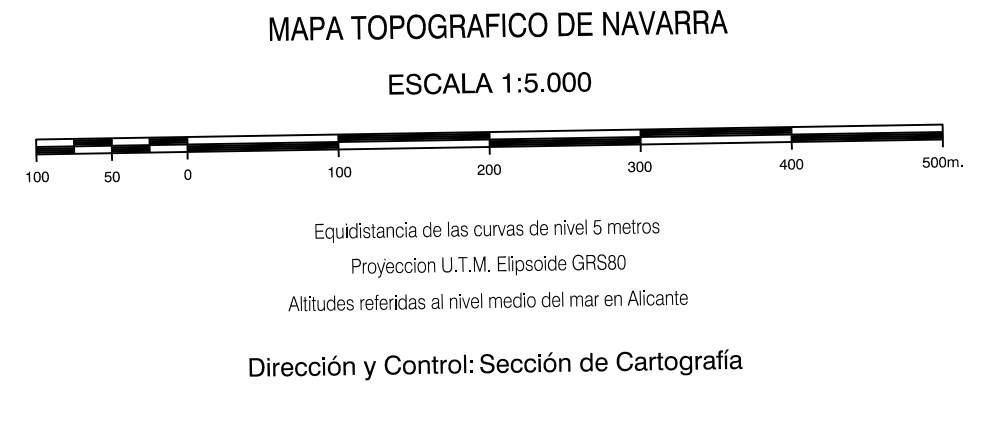 MAPA TOPOGRAFICO DE NAVARRA
ESCALA 1:5.000
100 50 0 100 200 300 400 500m.
Equidistancia de las curvas de nivel 5 metros
Proyeccion U.T.M. Elipsoide GRS80
Altitudes referidas al nivel medio del mar en Alicante
Dirección y Control: Sección de Cartografía